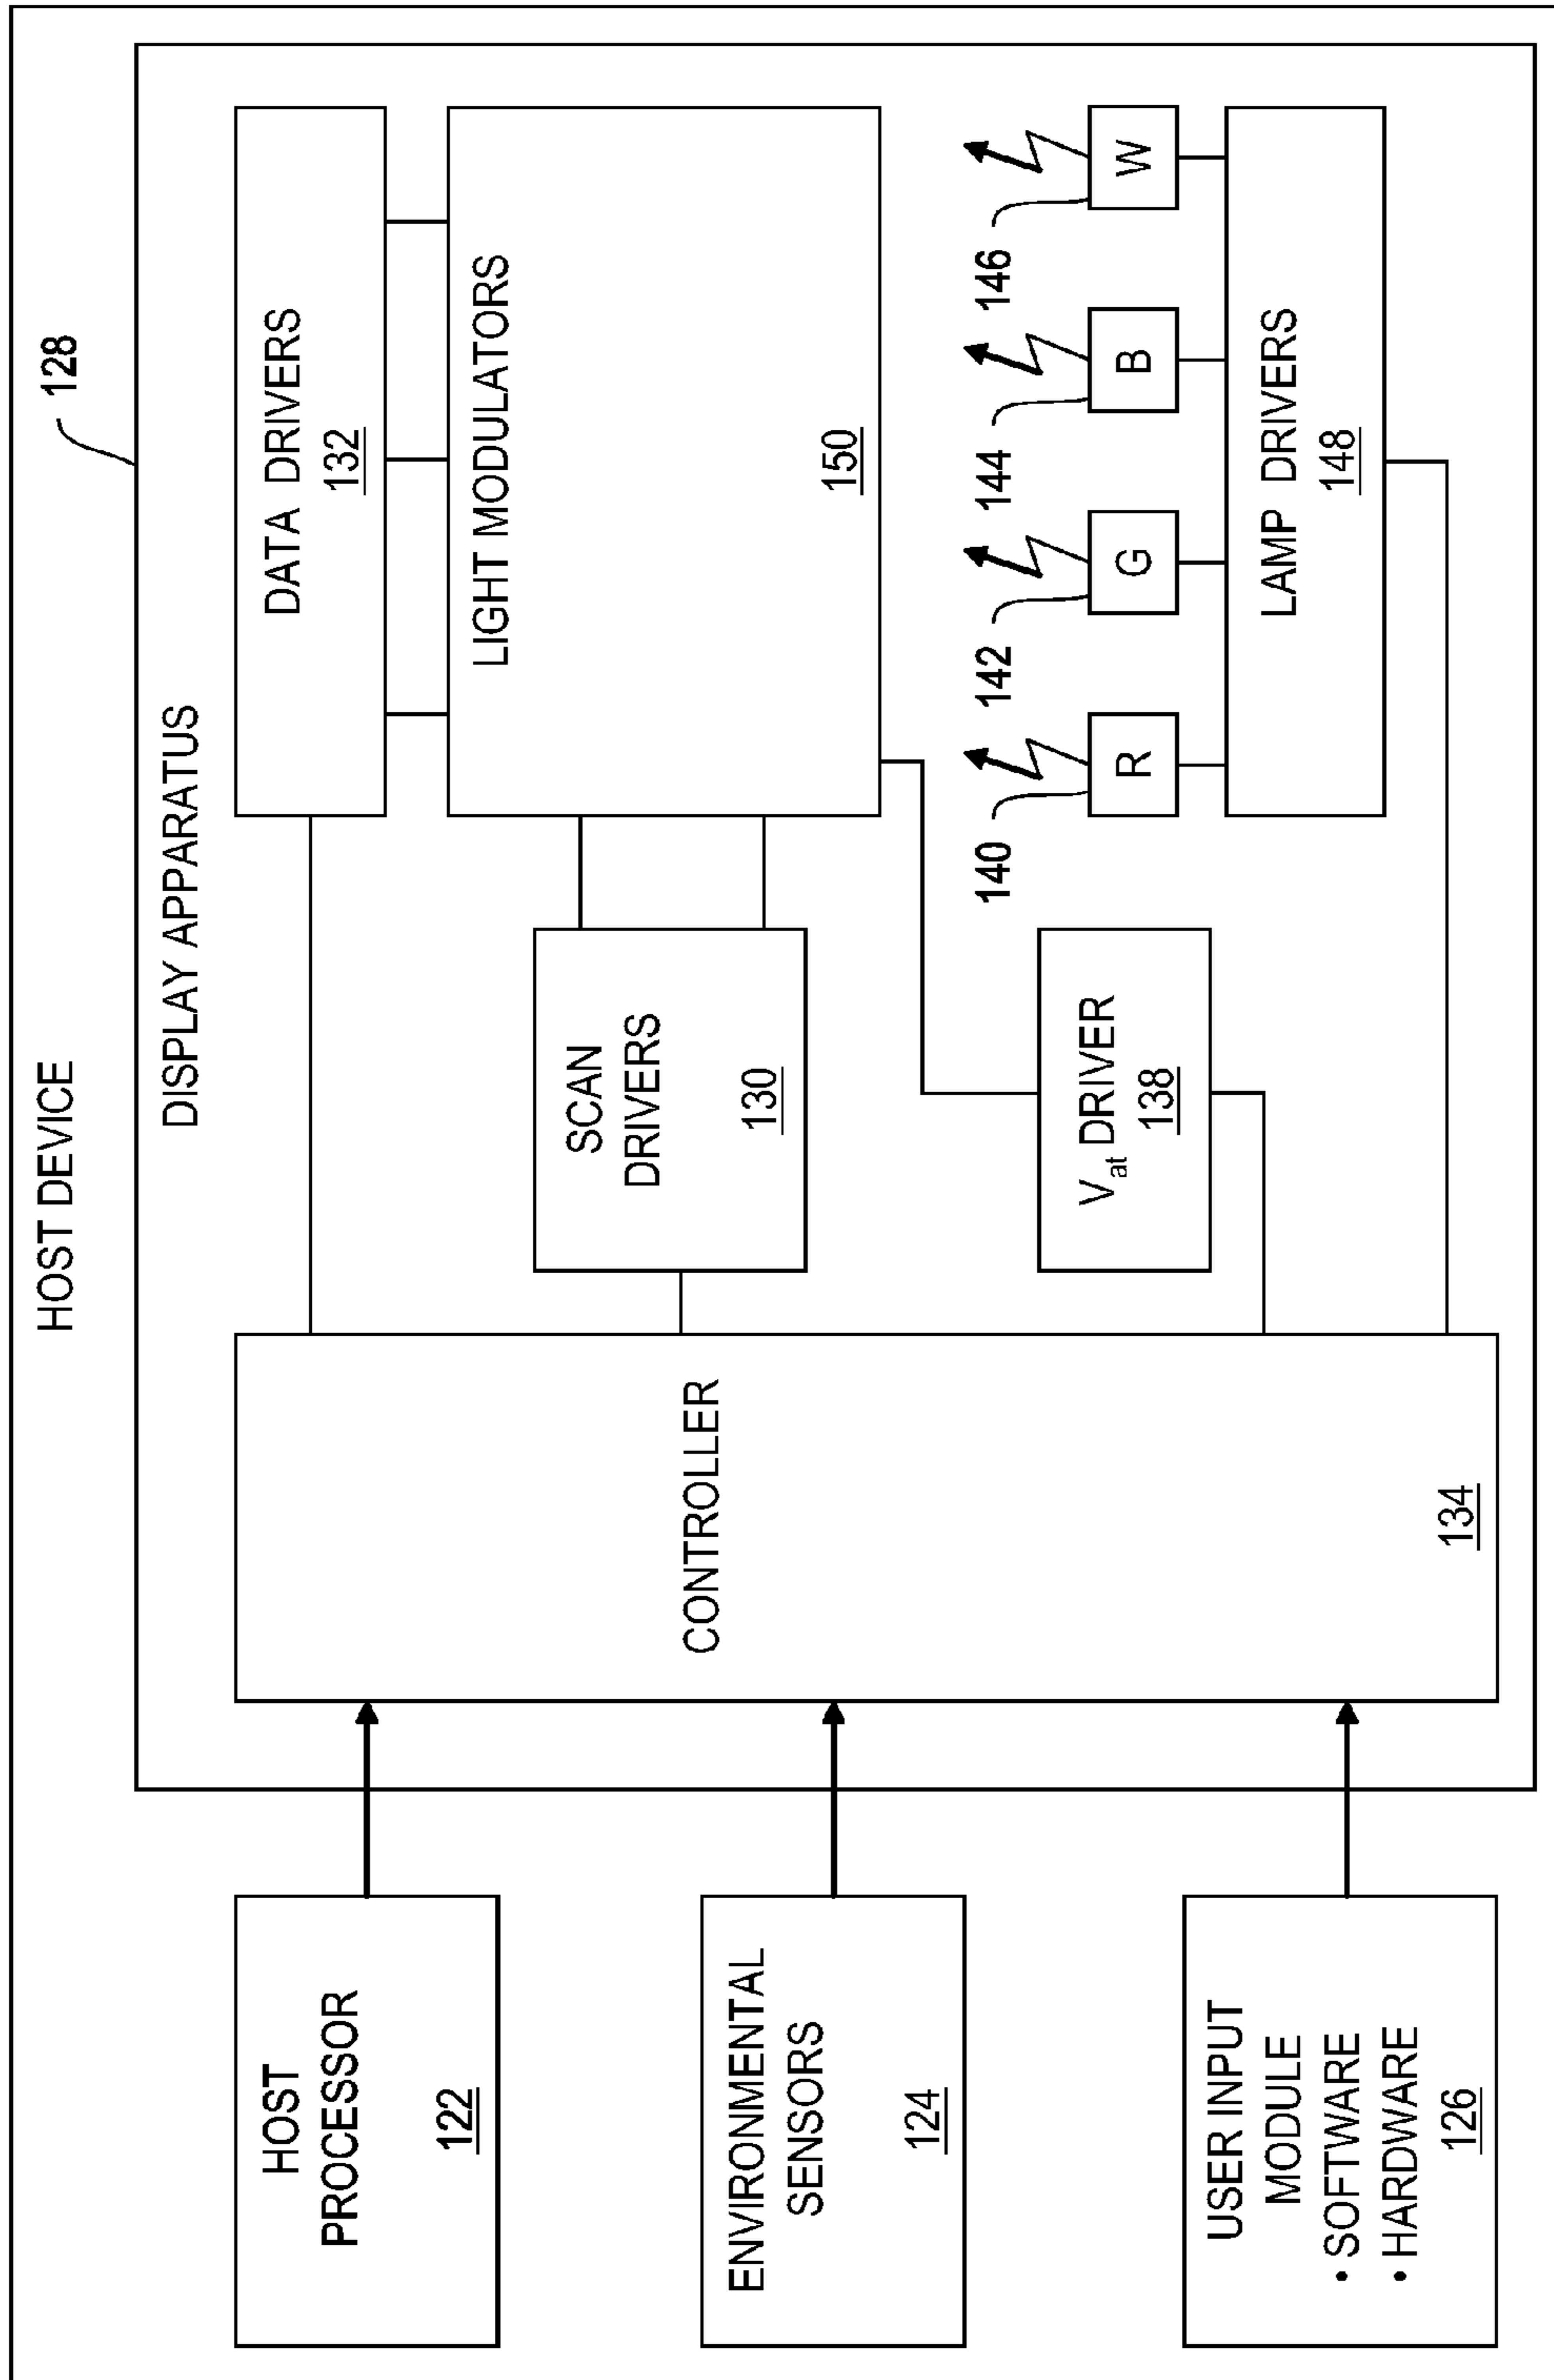 HOST DEVICE
128
DISPLAY APPARATUS
HOST
PROCESSOR
122
ENVIRONMENTAL
SENSORS
124
USER INPUT
MODULE
• SOFTWARE
• HARDWARE
126
CONTROLLER
134
SCAN
DRIVERS
130
Vat DRIVER
138
DATA DRIVERS
132
LIGHT MODULATORS
150
140
142
144
146
R
G
B
W
LAMP DRIVERS
148